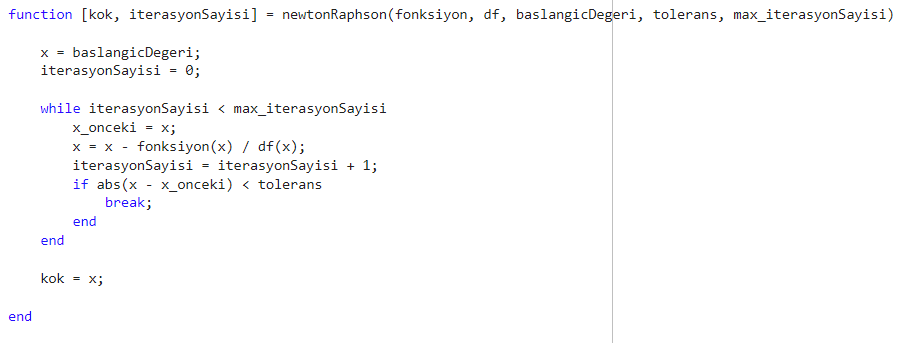 function [kok, iterasyonSayisi] = newtonRaphson(fonksiyon, df, baslangicDegeri, tolerans, max_iterasyonSayisi)
x = baslangicDegeri;
iterasyonSayisi = 0;
while iterasyonSayisi < max_iterasyonSayisi
x_onceki = x;
x = x - fonksiyon(x) / df(x);
iterasyonSayisi = iterasyonSayisi + 1;
if abs(x - x_onceki) < tolerans
break;
end
end
kok = x;
end